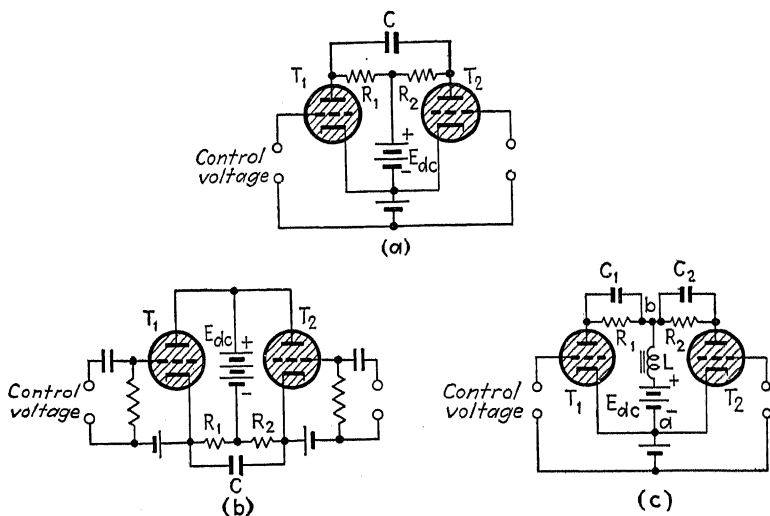 C
T1
T2
R1
R2
+
Edc
-
Control
voltage
(a)
T1
Edc
+
T2
-
Control
voltage
R1
R2
C
(b)
C1
C2
b
R1
R2
L
T1
T2
+
Edc
-
a
Control
voltage
(c)